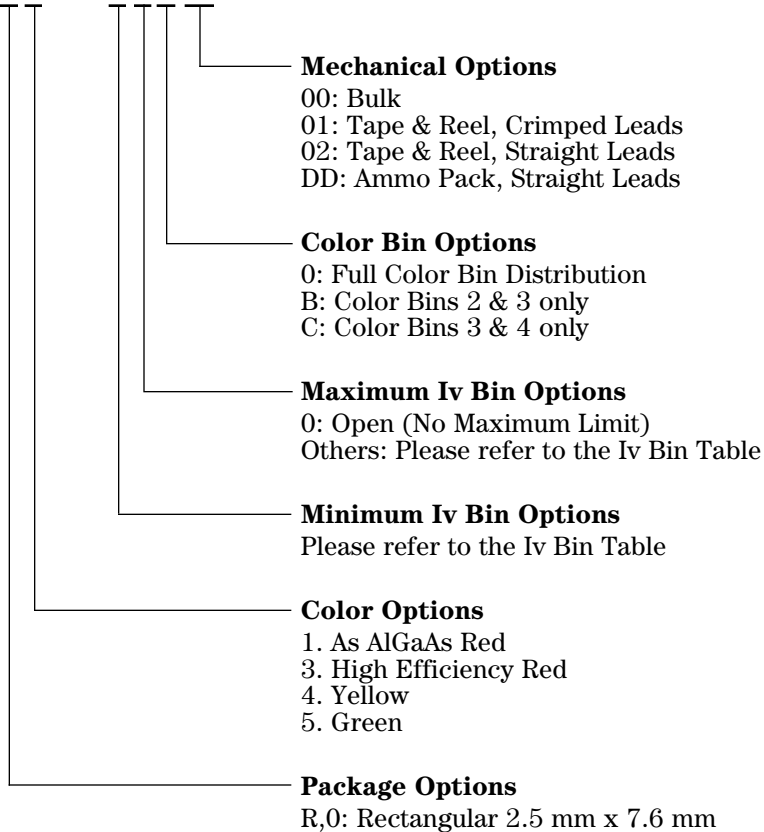 Mechanical Options
00: Bulk
01: Tape & Reel, Crimped Leads
02: Tape & Reel, Straight Leads
DD: Ammo Pack, Straight Leads
Color Bin Options
0: Full Color Bin Distribution
B: Color Bins 2 & 3 only
C: Color Bins 3 & 4 only
Maximum Iv Bin Options
0: Open (No Maximum Limit)
Others: Please refer to the Iv Bin Table
Minimum Iv Bin Options
Please refer to the Iv Bin Table
Color Options
1. As AlGaAs Red
3. High Efficiency Red
4. Yellow
5. Green
Package Options
R,0: Rectangular 2.5 mm x 7.6 mm